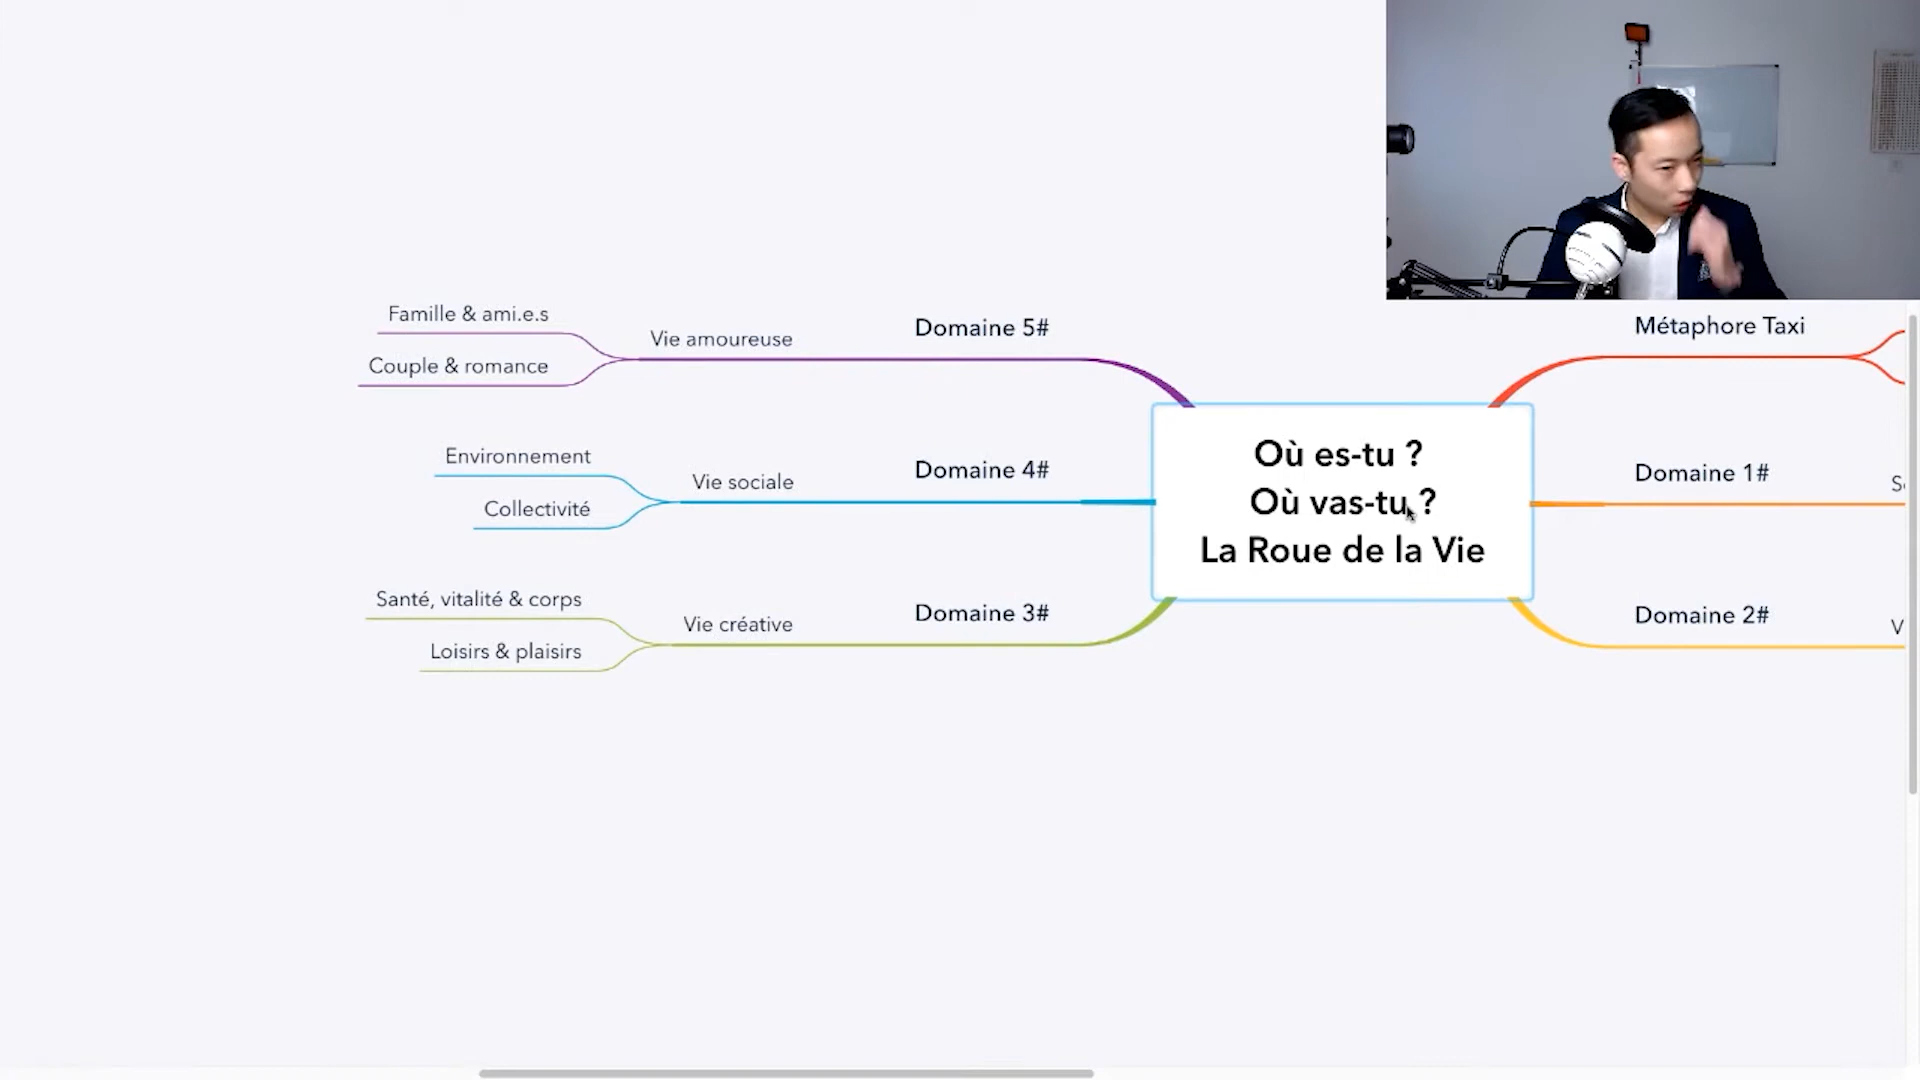 Famille & ami.e.s
Couple & romance
Vie amoureuse
Domaine 5#
Environnement
Collectivité
Vie sociale
Domaine 4#
Santé, vitalité & corps
Loisirs & plaisirs
Vie créative
Domaine 3#
Où es-tu ?
Où vas-tu ?
La Roue de la Vie
Métaphore Taxi
Domaine 1#
Domaine 2#